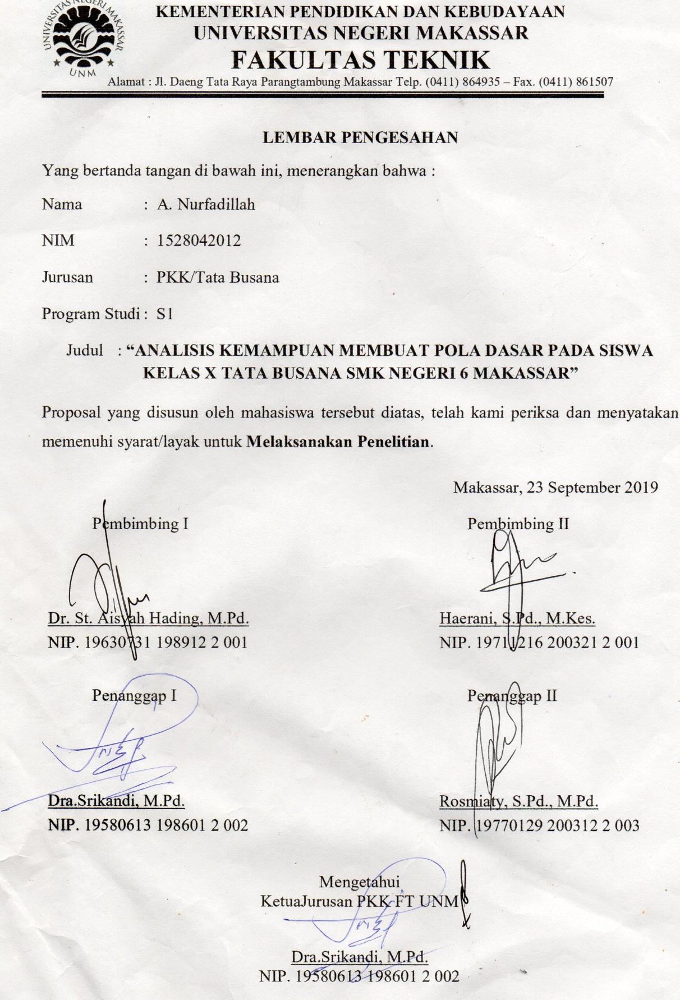 UNIVERSITAS NEGERI MAKASSAR
UNM
KEMENTERIAN PENDIDIKAN DAN KEBUDAYAAN
UNIVERSITAS NEGERI MAKASSAR
FAKULTAS TEKNIK
Alamat : Jl. Daeng Tata Raya Parangtambung Makassar Telp. (0411) 864935 – Fax. (0411) 861507
LEMBAR PENGESAHAN
Yang bertanda tangan di bawah ini, menerangkan bahwa :
Nama : A. Nurfadillah
NIM : 1528042012
Jurusan : PKK/Tata Busana
Program Studi : S1
Judul : “ANALISIS KEMAMPUAN MEMBUAT POLA DASAR PADA SISWA
KELAS X TATA BUSANA SMK NEGERI 6 MAKASSAR”
Proposal yang disusun oleh mahasiswa tersebut diatas, telah kami periksa dan menyatakan
memenuhi syarat/layak untuk Melaksanakan Penelitian.
Makassar, 23 September 2019
Pembimbing I Pembimbing II
Dr. St. Aisyah Hading, M.Pd. Haerani, S.Pd., M.Kes.
NIP. 19630731 198912 2 001 NIP. 19711216 200321 2 001
Penanggap I Penanggap II
Dra.Srikandi, M.Pd. Rosmiaty, S.Pd., M.Pd.
NIP. 19580613 198601 2 002 NIP. 19770129 200312 2 003
Mengetahui
KetuaJurusan PKK FT UNM
Dra.Srikandi, M.Pd.
NIP. 19580613 198601 2 002